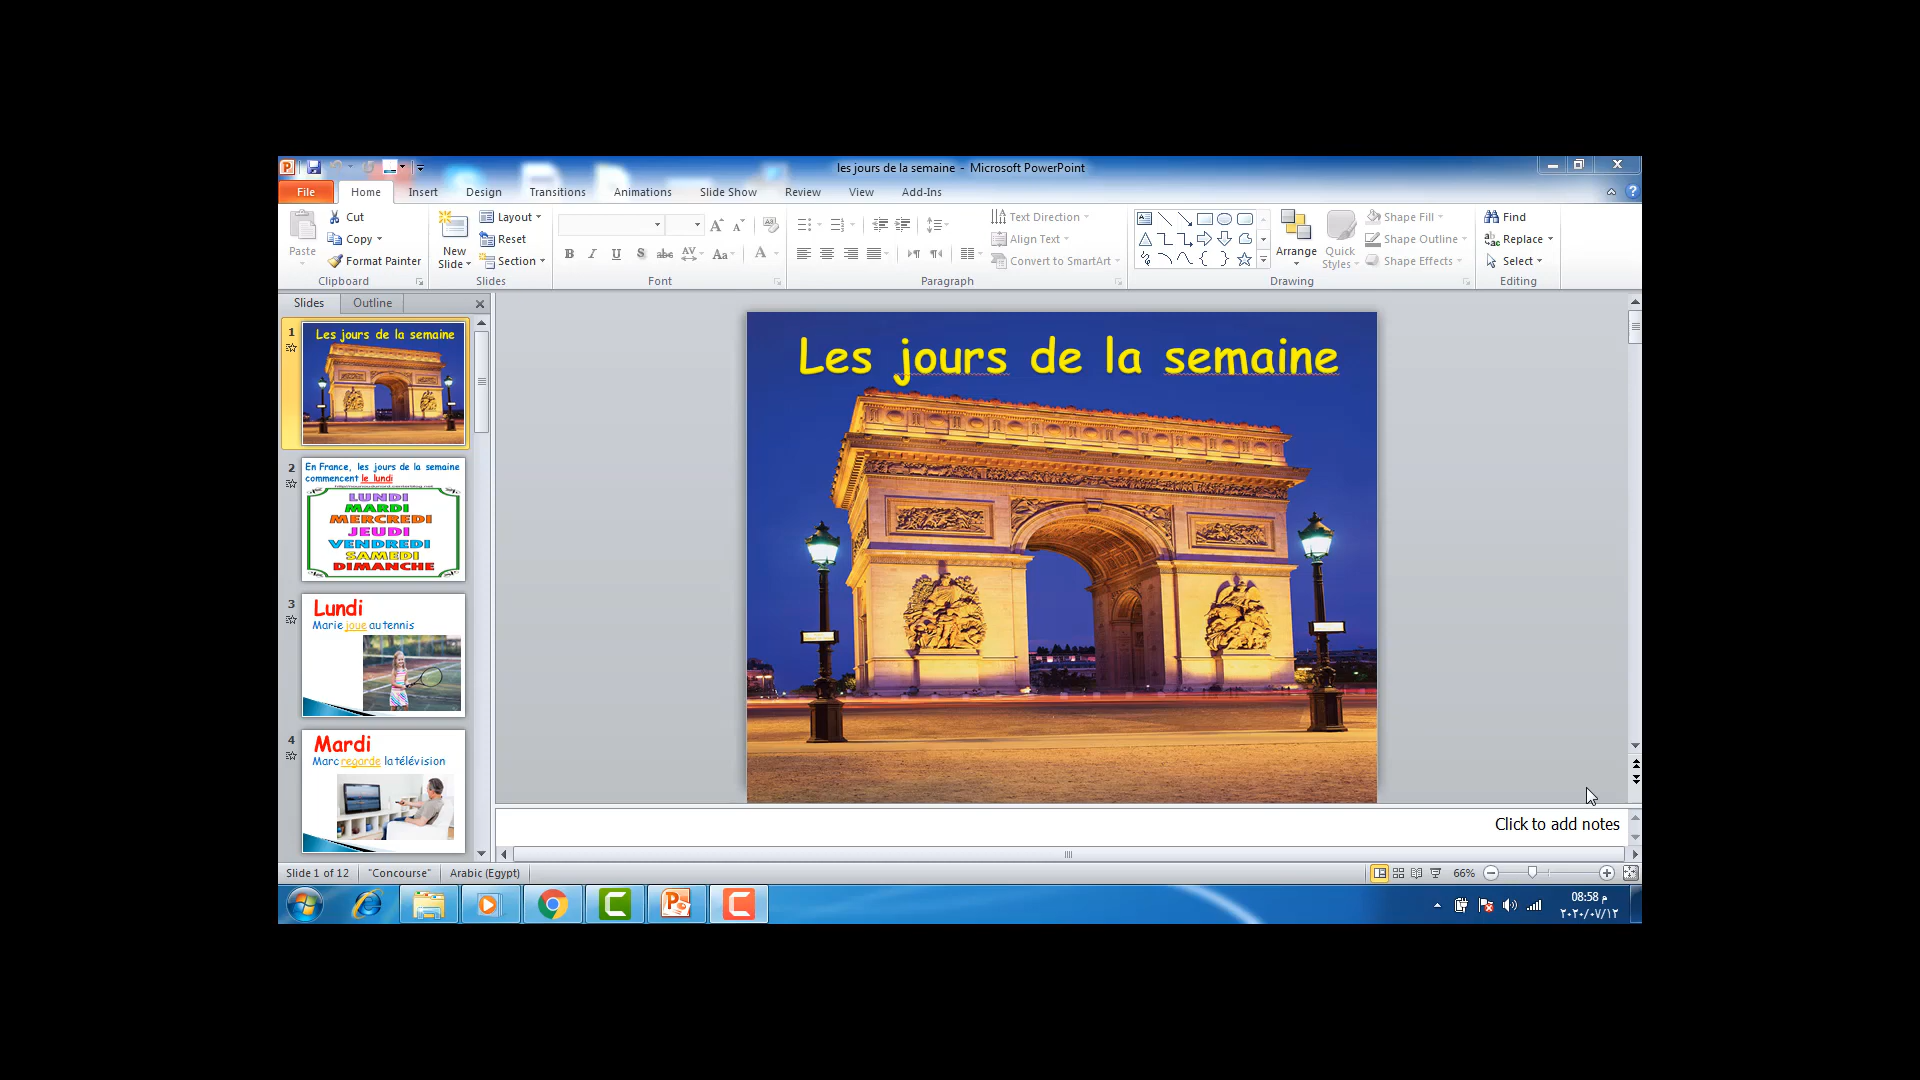 les jours de la semaine - Microsoft PowerPoint
File Home Insert Design Transitions Animations Slide Show Review View Add-Ins
Cut
Copy
Format Painter
Paste
Clipboard
New Slide
Layout
Reset
Section
Slides
Font
Text Direction
Align Text
Convert to SmartArt
Paragraph
Arrange
Quick Styles
Shape Fill
Shape Outline
Shape Effects
Drawing
Find
Replace
Select
Editing
Slides Outline
1
Les jours de la semaine
2
En France, les jours de la semaine
commencent le lundi
LUNDI
MARDI
MERCREDI
JEUDI
VENDREDI
SAMEDI
DIMANCHE
3
Lundi
Marie joue au tennis
4
Mardi
Marc regarde la télévision
Les jours de la semaine
Click to add notes
Slide 1 of 12 "Concourse" Arabic (Egypt) 66%
08:58 م
٢٠٢٠/٠٧/١٢